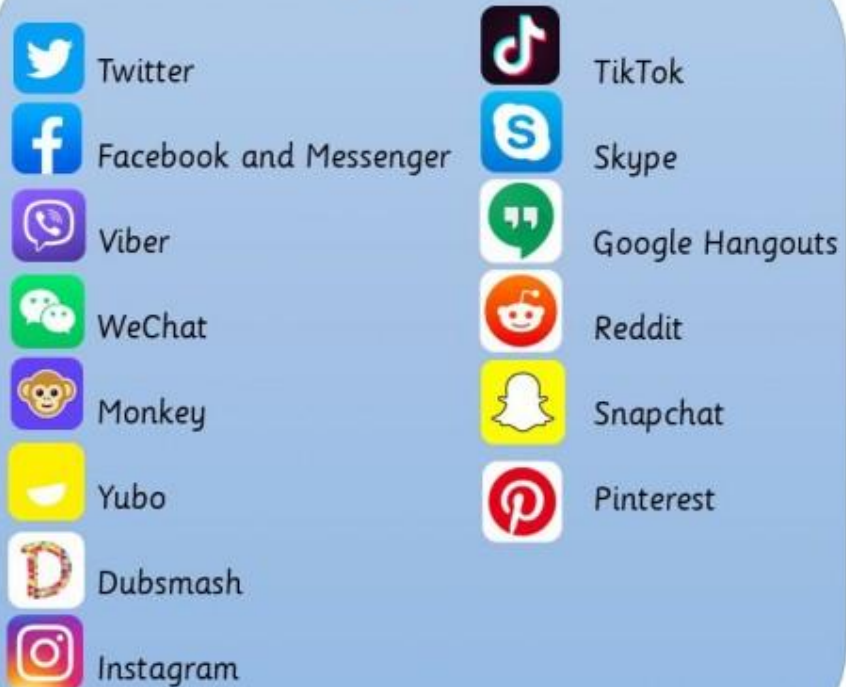 Twitter
Facebook and Messenger
Viber
WeChat
Monkey
Yubo
Dubsmash
Instagram
TikTok
Skype
Google Hangouts
Reddit
Snapchat
Pinterest